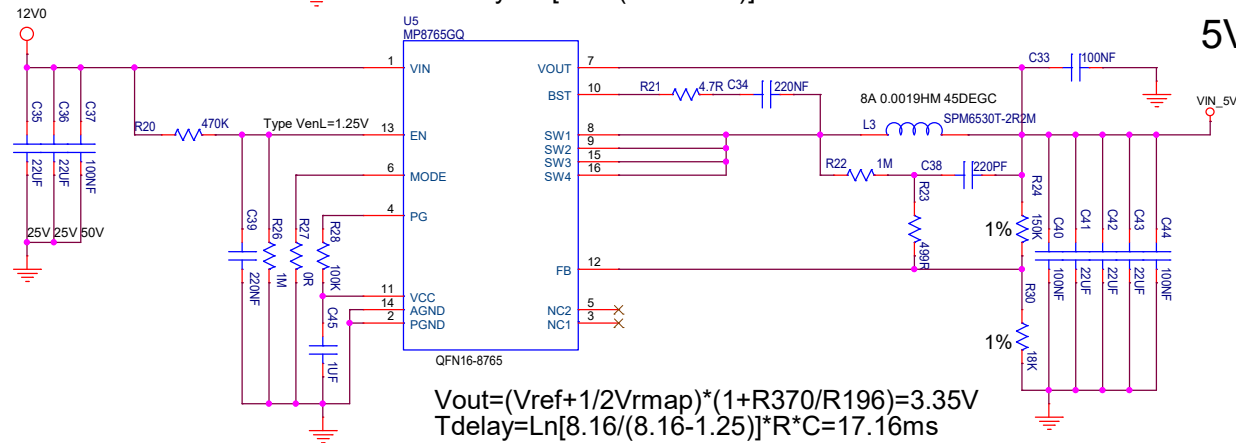 12V0
5V
U5
MP8765GQ
1 VIN
VOUT 7
C33 100NF
BST 10
R21 4.7R C34 220NF
8A 0.0019HM 45DEGC
SPM6530T-2R2M
VIN_5V
C35 C36 C37
R20 470K
Type VenL=1.25V
13 EN
SW1 8
SW2 9
SW3 15
SW4 16
L3
22UF 22UF 100NF
6 MODE
R22 1M C38 220PF
R23
R24
4 PG
25V 25V 50V
C39 R26 R27 R28
499R
1% 150K
C40 C41 C42 C43 C44
220NF 1M 0R 100K
FB 12
100NF 22UF 22UF 22UF 100NF
11 VCC
14 AGND
2 PGND
NC2 5
NC1 3
R30
C45
1UF
1% 18K
QFN16-8765
Vout=(Vref+1/2Vrmap)*(1+R370/R196)=3.35V
Tdelay=Ln[8.16/(8.16-1.25)]*R*C=17.16ms